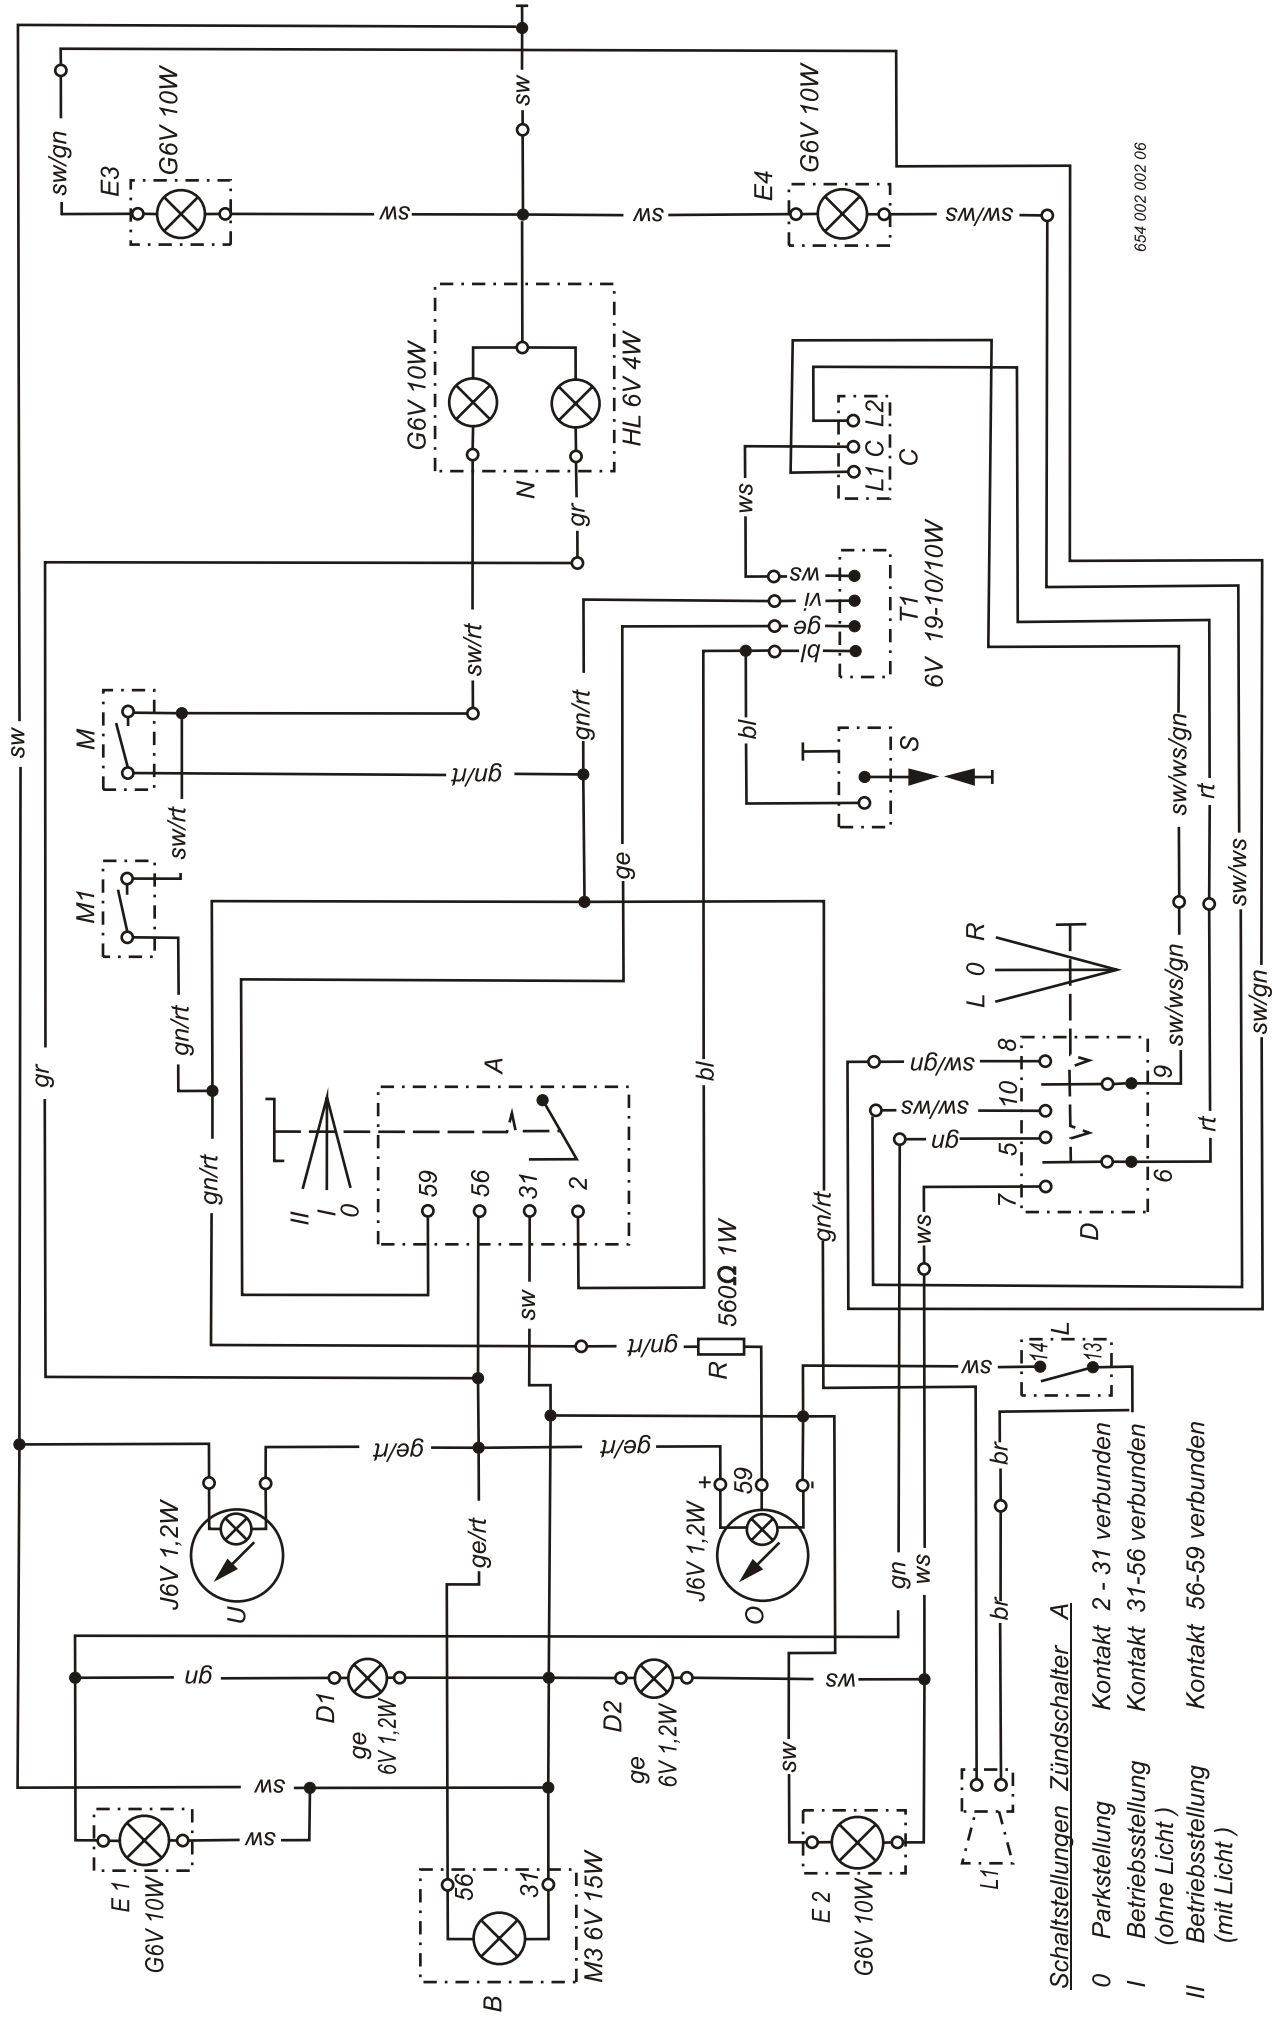 sw
sw/gn
E3
G6V 10W
sw
sw
E4
G6V 10W
sw/ws
654 002 002 06
G6V 10W
HL 6V 4W
N
gr
sw/rt
L1 C L2
C
ws
ws
vi
ge
bl
T1
6V 19-10/10W
M
gn/rt
gn/rt
bl
S
sw
sw/rt
M1
ge
sw/ws/gn
rt
sw/ws
gn/rt
gr
L 0 R
sw/ws/gn
sw/gn
A
bl
II
I
0
59
56
31
2
gn/rt
sw/gn
8
sw/ws
10
gn
5
ws
7
9
6
rt
D
gn/rt
560Ω 1W
sw
gn/rt
R
sw
14
13
L
ge/rt
ge/rt
J6V 1,2W
U
ge/rt
+
59
-
J6V 1,2W
O
gn
ws
br
br
gn
D1
ge
6V 1,2W
D2
ge
6V 1,2W
ws
sw
sw
sw
E 1
G6V 10W
56
31
M3 6V 15W
B
E 2
G6V 10W
L1
Schaltstellungen Zündschalter A
0 Parkstellung Kontakt 2 - 31 verbunden
I Betriebsstellung Kontakt 31-56 verbunden
(ohne Licht )
II Betriebsstellung Kontakt 56-59 verbunden
(mit Licht )